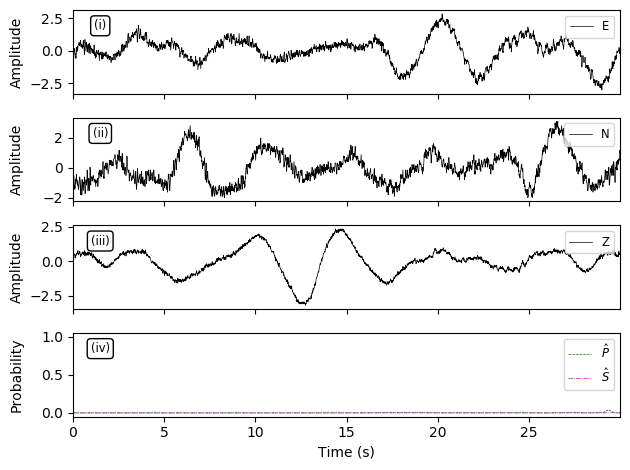 Amplitude
2.5
0.0
−2.5
(i)
E
Amplitude
2
0
−2
(ii)
N
Amplitude
2.5
0.0
−2.5
(iii)
Z
Probability
1.0
0.5
0.0
(iv)
P̂
Ŝ
0 5 10 15 20 25
Time (s)